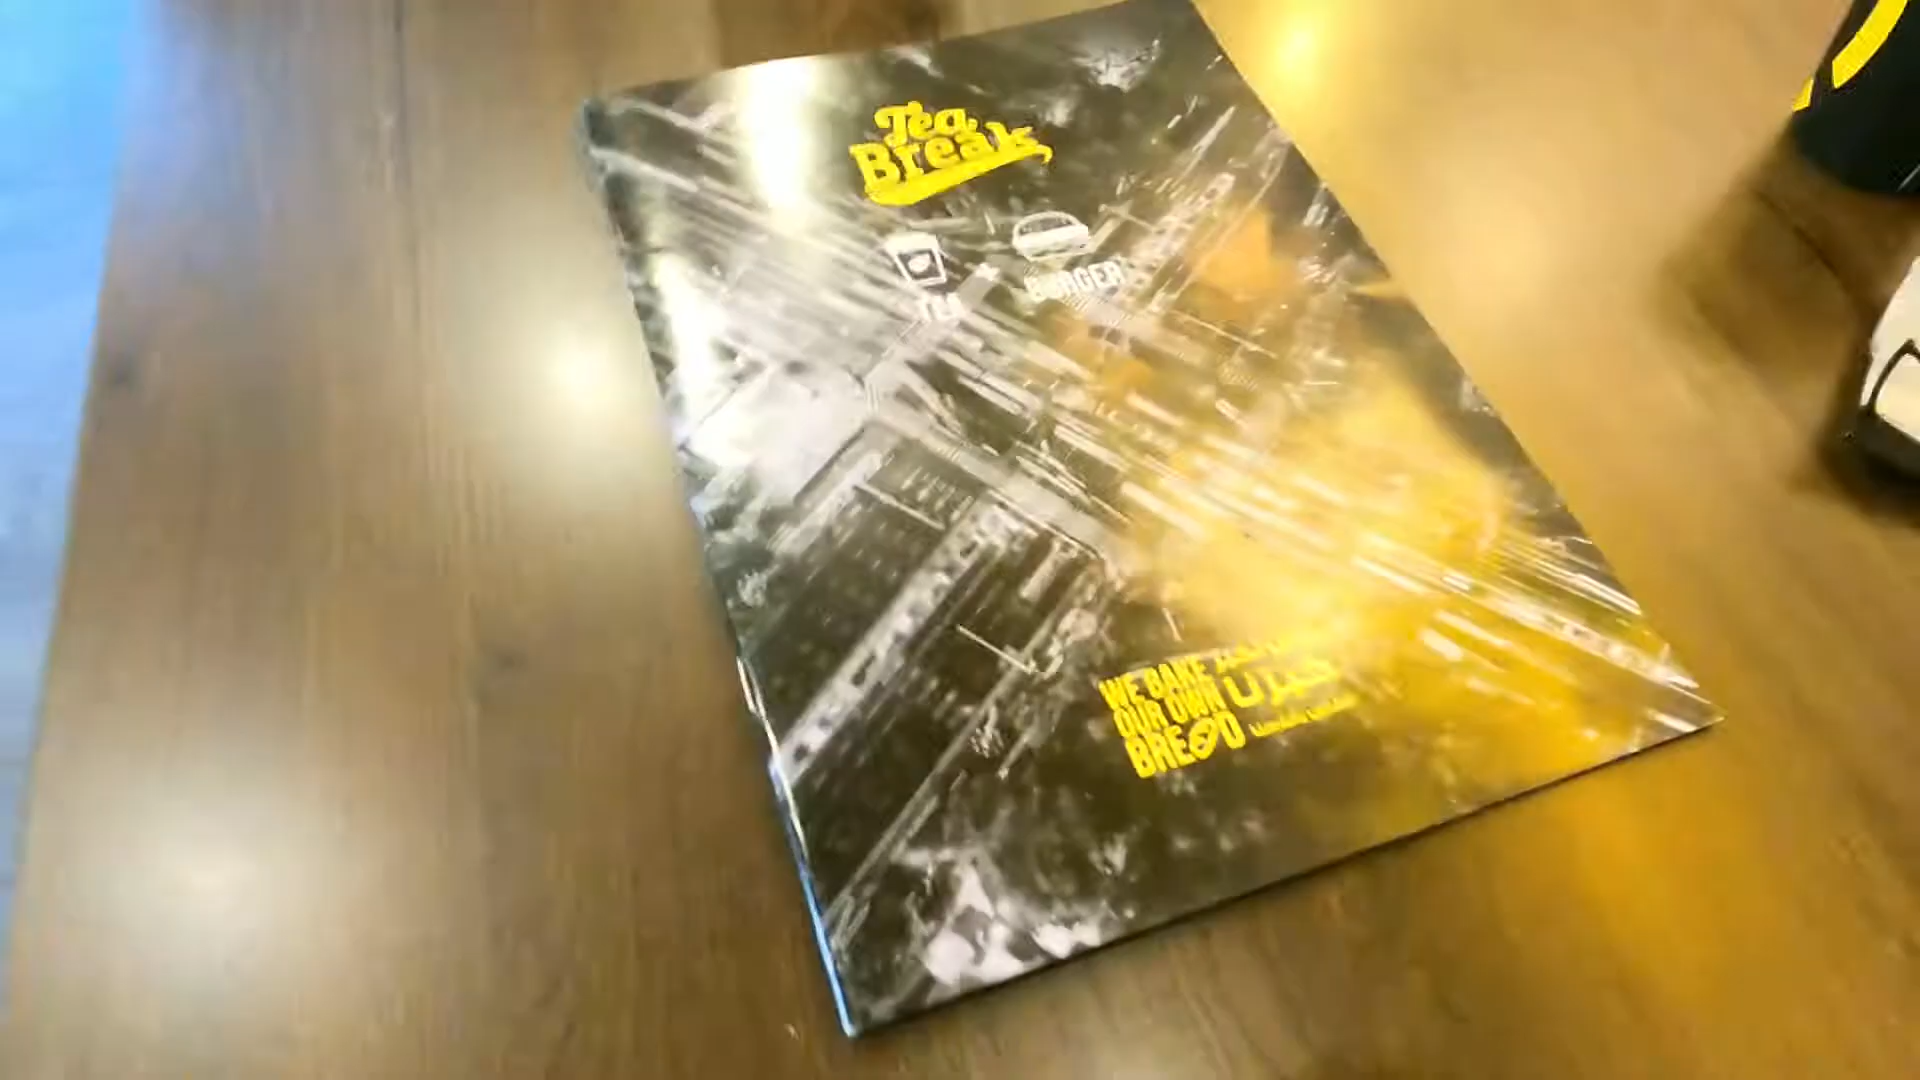 Tea
Break
TEA
BURGER
WE BAKE
OUR OWN
BREAD